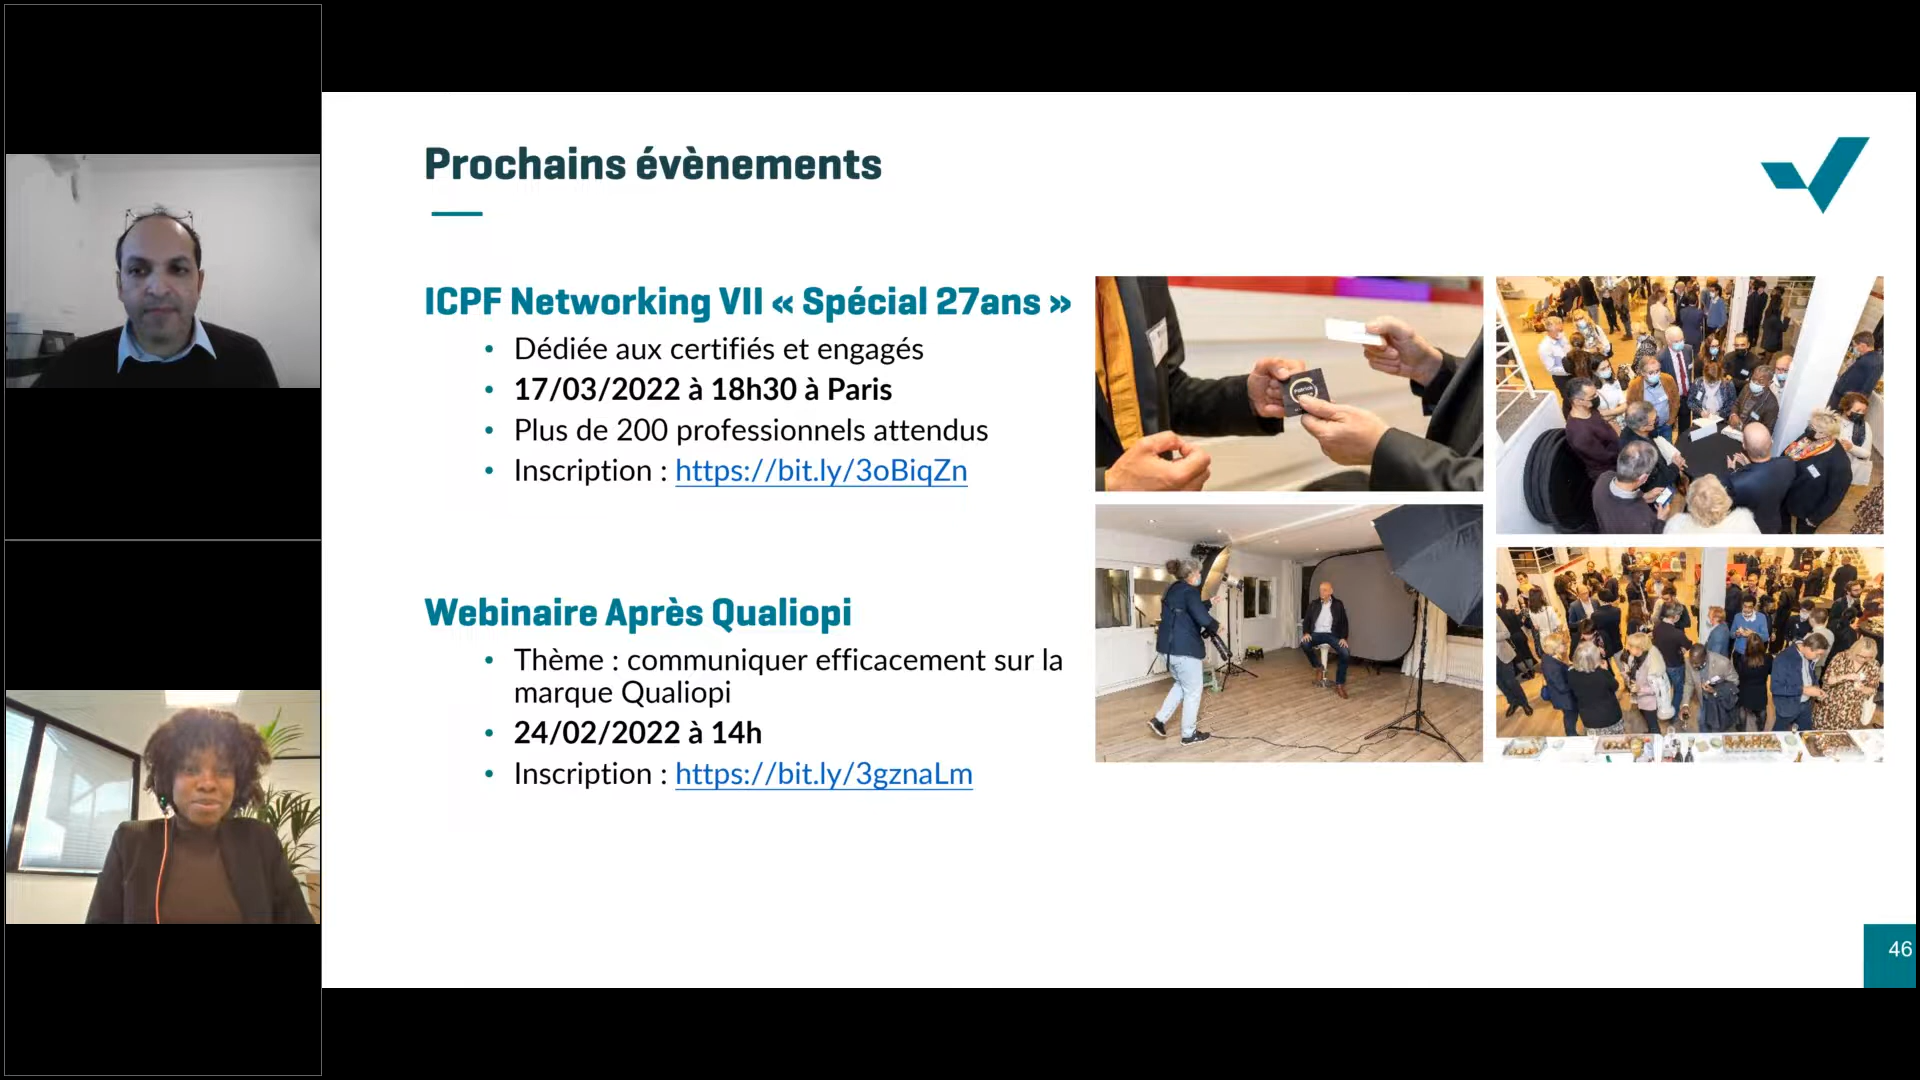 Prochains évènements
ICPF Networking VII « Spécial 27ans »
• Dédiée aux certifiés et engagés
• 17/03/2022 à 18h30 à Paris
• Plus de 200 professionnels attendus
• Inscription : https://bit.ly/3oBiqZn
Webinaire Après Qualiopi
• Thème : communiquer efficacement sur la
marque Qualiopi
• 24/02/2022 à 14h
• Inscription : https://bit.ly/3gznaLm
46